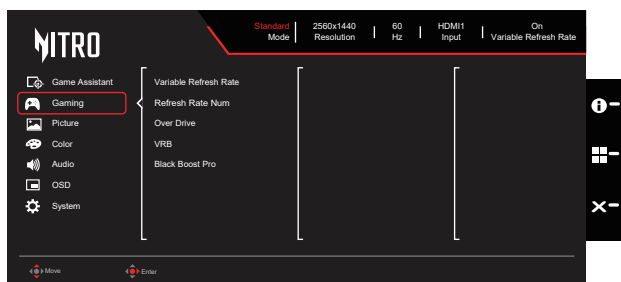 NITRO
Standard 2560x1440 60 HDMI1 On
Mode Resolution Hz Input Variable Refresh Rate
Game Assistant
Gaming
Picture
Color
Audio
OSD
System
Variable Refresh Rate
Refresh Rate Num
Over Drive
VRB
Black Boost Pro
Move Enter